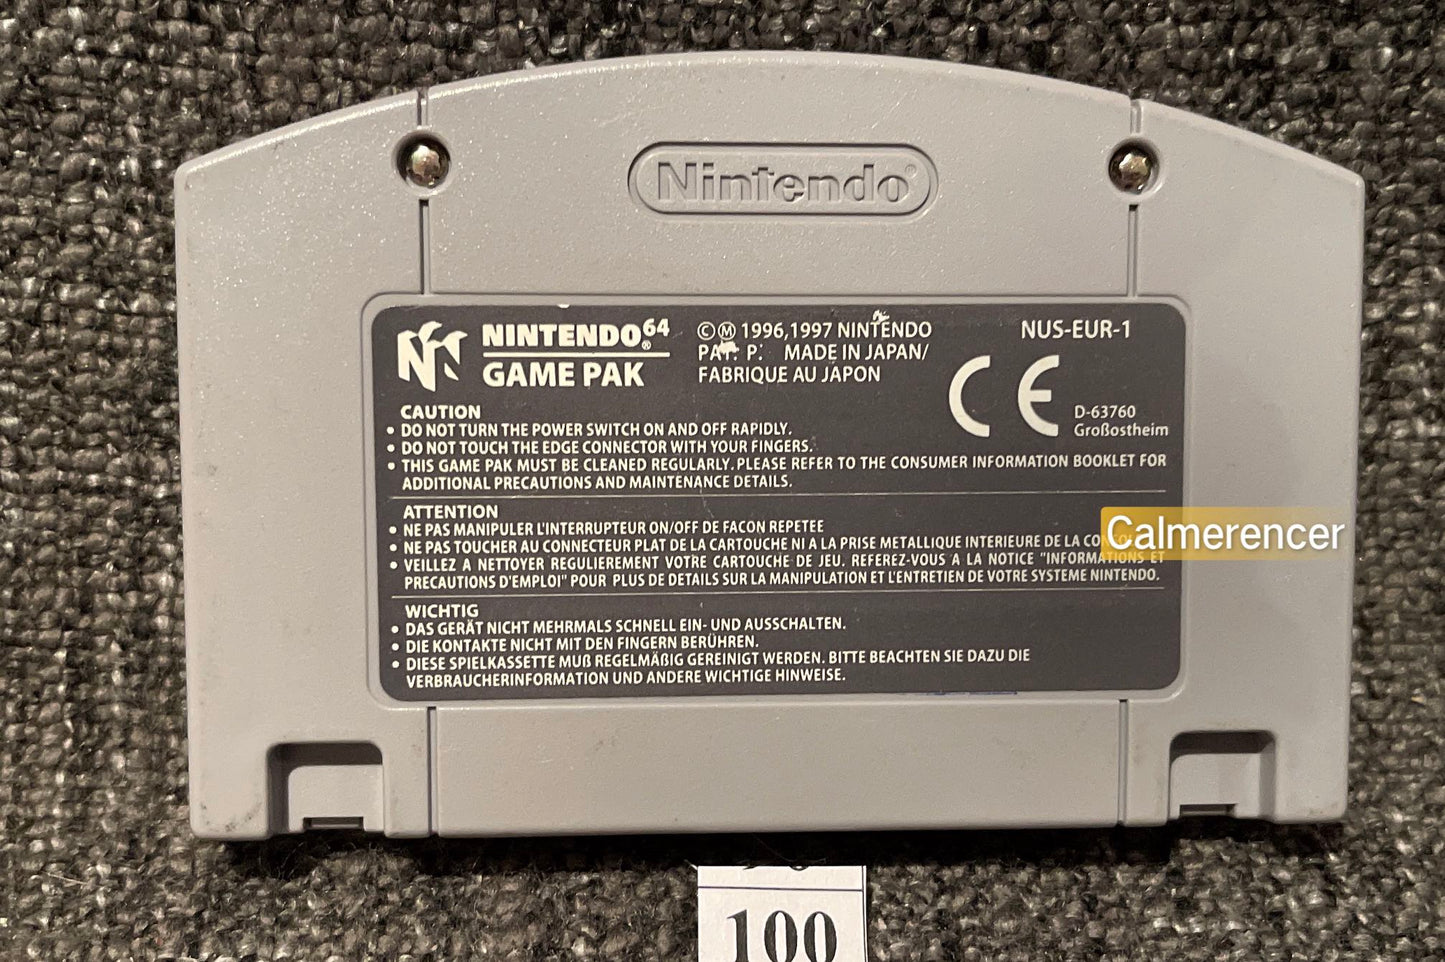 Nintendo®
NINTENDO64®
GAME PAK
©Ⓜ 1996,1997 NINTENDO
PAT. P. MADE IN JAPAN/
FABRIQUE AU JAPON
NUS-EUR-1
CE
D-63760
Großostheim
CAUTION
• DO NOT TURN THE POWER SWITCH ON AND OFF RAPIDLY.
• DO NOT TOUCH THE EDGE CONNECTOR WITH YOUR FINGERS.
• THIS GAME PAK MUST BE CLEANED REGULARLY. PLEASE REFER TO THE CONSUMER INFORMATION BOOKLET FOR
ADDITIONAL PRECAUTIONS AND MAINTENANCE DETAILS.
ATTENTION
• NE PAS MANIPULER L'INTERRUPTEUR ON/OFF DE FACON REPETEE
• NE PAS TOUCHER AU CONNECTEUR PLAT DE LA CARTOUCHE NI A LA PRISE METALLIQUE INTERIEURE DE LA
Calmerencer
• VEILLEZ A NETTOYER REGULIEREMENT VOTRE CARTOUCHE DE JEU. REFEREZ-VOUS A LA NOTICE "INFORMATIONS ET
PRECAUTIONS D'EMPLOI" POUR PLUS DE DETAILS SUR LA MANIPULATION ET L'ENTRETIEN DE VOTRE SYSTEME NINTENDO.
WICHTIG
• DAS GERÄT NICHT MEHRMALS SCHNELL EIN- UND AUSSCHALTEN.
• DIE KONTAKTE NICHT MIT DEN FINGERN BERÜHREN.
• DIESE SPIELKASSETTE MUß REGELMÄßIG GEREINIGT WERDEN. BITTE BEACHTEN SIE DAZU DIE
VERBRAUCHERINFORMATION UND ANDERE WICHTIGE HINWEISE.
100